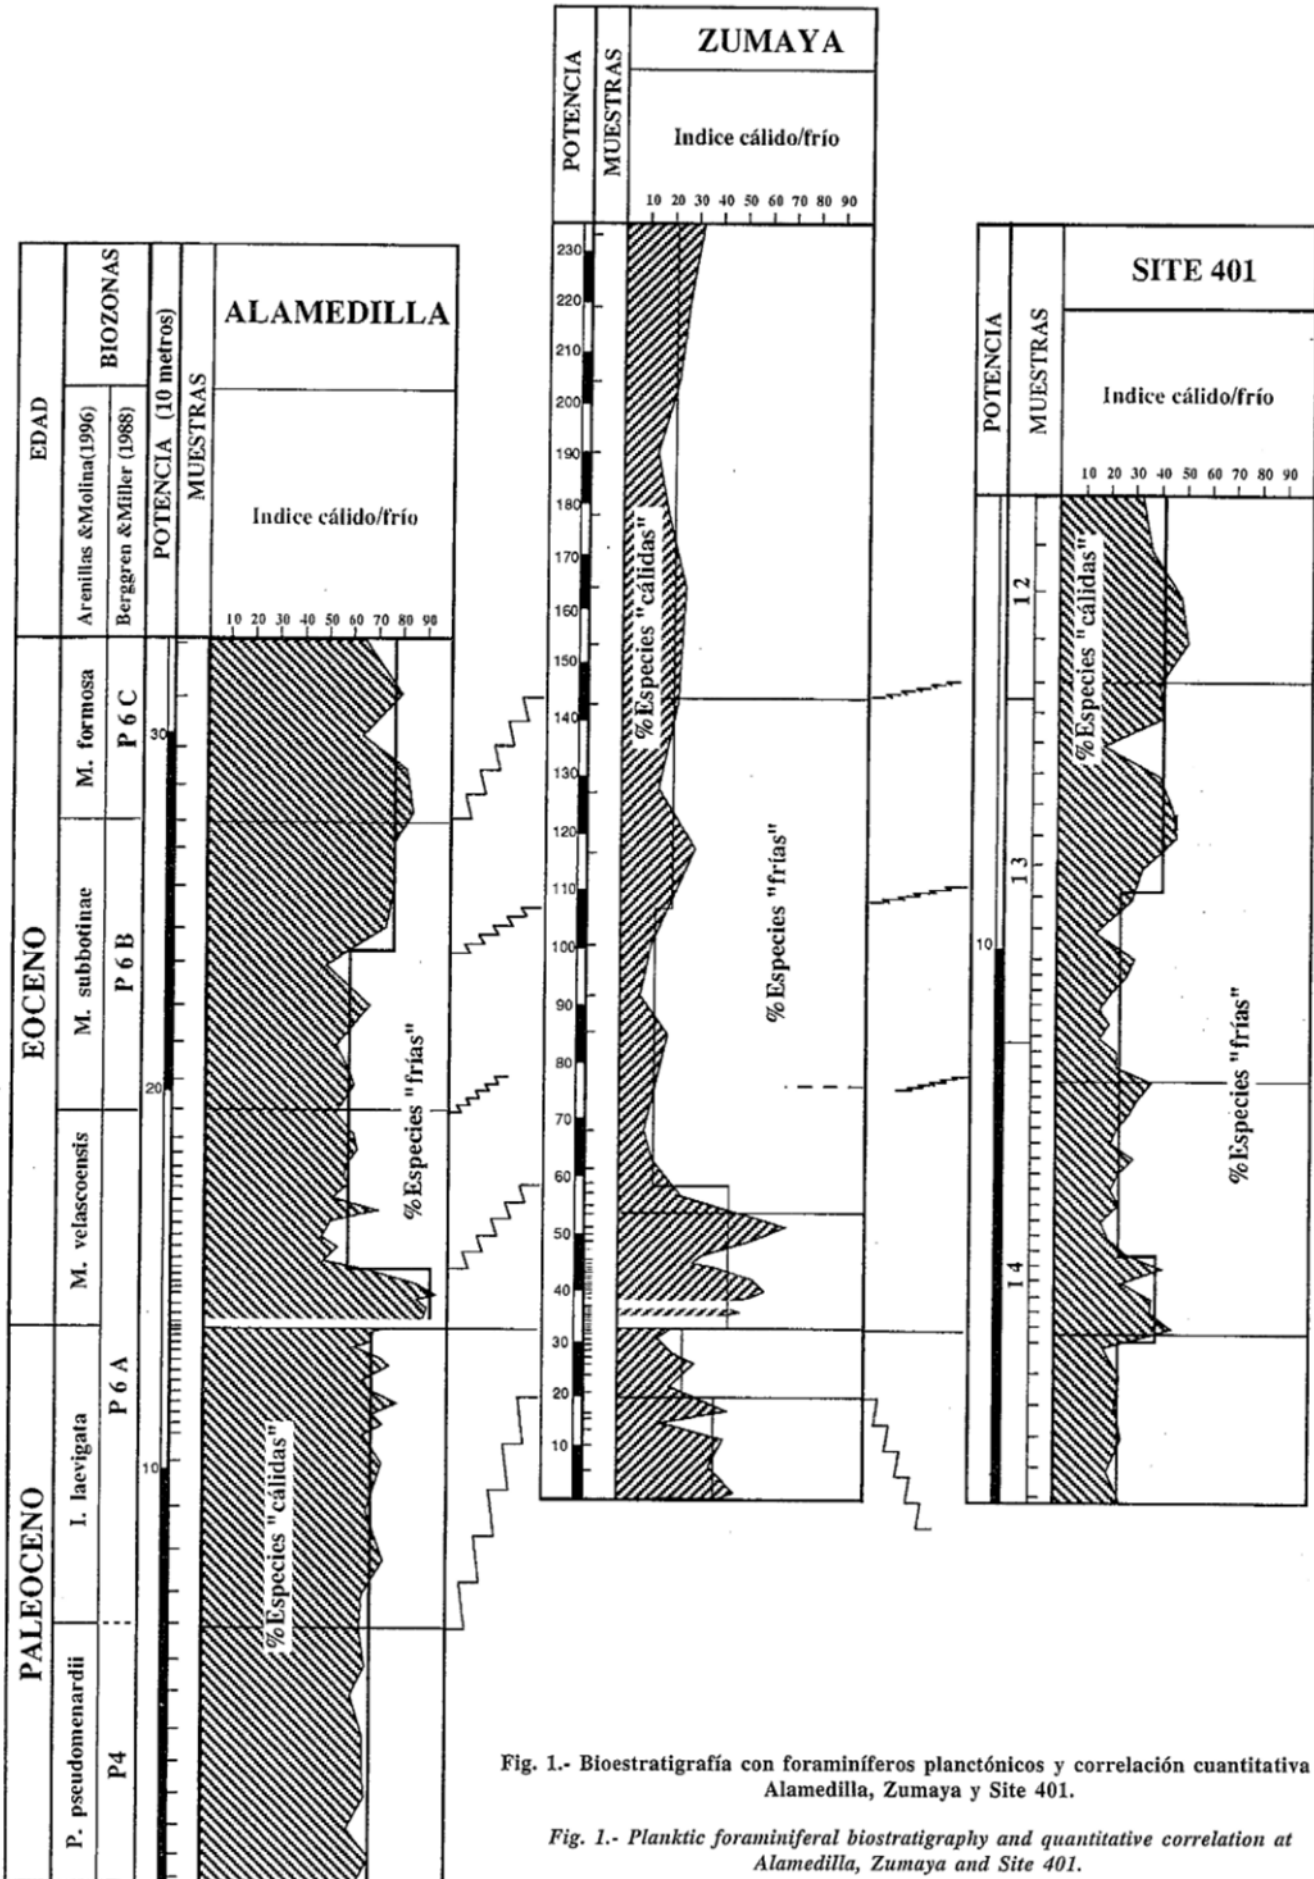 ZUMAYA
POTENCIA
MUESTRAS
Indice cálido/frío
10 20 30 40 50 60 70 80 90
230
220
210
200
190
180
170
160
150
140
130
120
110
100
90
80
70
60
50
40
30
20
10
%Especies "cálidas"
%Especies "frías"
ALAMEDILLA
EDAD
BIOZONAS
Arenillas &Molina(1996)
Berggren &Miller (1988)
POTENCIA (10 metros)
MUESTRAS
Indice cálido/frío
10 20 30 40 50 60 70 80 90
EOCENO
PALEOCENO
M. formosa
M. subbotinae
M. velascoensis
I. laevigata
P. pseudomenardii
P 6 C
P 6 B
P 6 A
P4
30
20
10
%Especies "frías"
%Especies "cálidas"
SITE 401
POTENCIA
MUESTRAS
Indice cálido/frío
10 20 30 40 50 60 70 80 90
12
13
14
10
%Especies "cálidas"
%Especies "frías"
Fig. 1.- Bioestratigrafía con foraminíferos planctónicos y correlación cuantitativa
Alamedilla, Zumaya y Site 401.
Fig. 1.- Planktic foraminiferal biostratigraphy and quantitative correlation at
Alamedilla, Zumaya and Site 401.